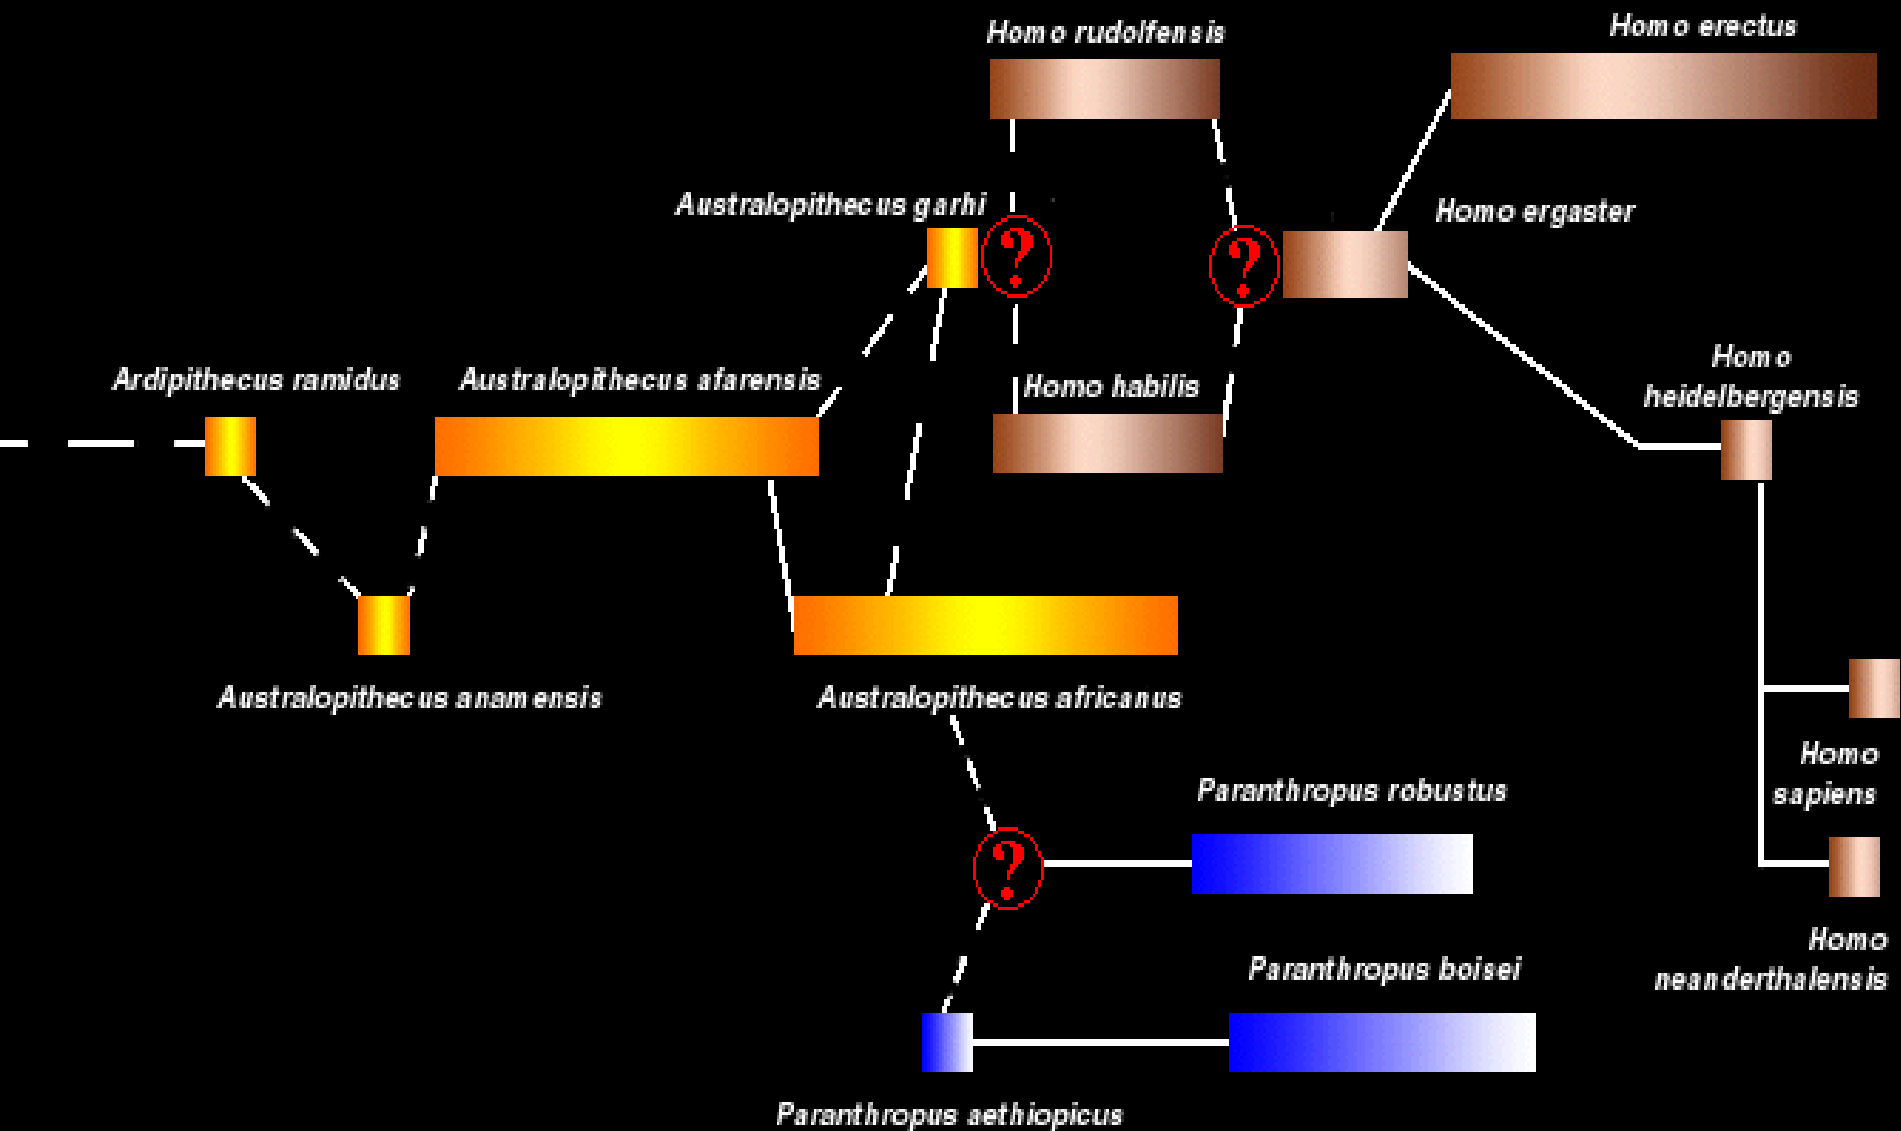 Homo rudolfensis
Homo erectus
Australopithecus garhi
?
?
Homo ergaster
Ardipithecus ramidus
Australopithecus afarensis
Homo habilis
Homo
heidelbergensis
Australopithecus anamensis
Australopithecus africanus
Homo
sapiens
Paranthropus robustus
?
Paranthropus boisei
Homo
neanderthalensis
Paranthropus aethiopicus